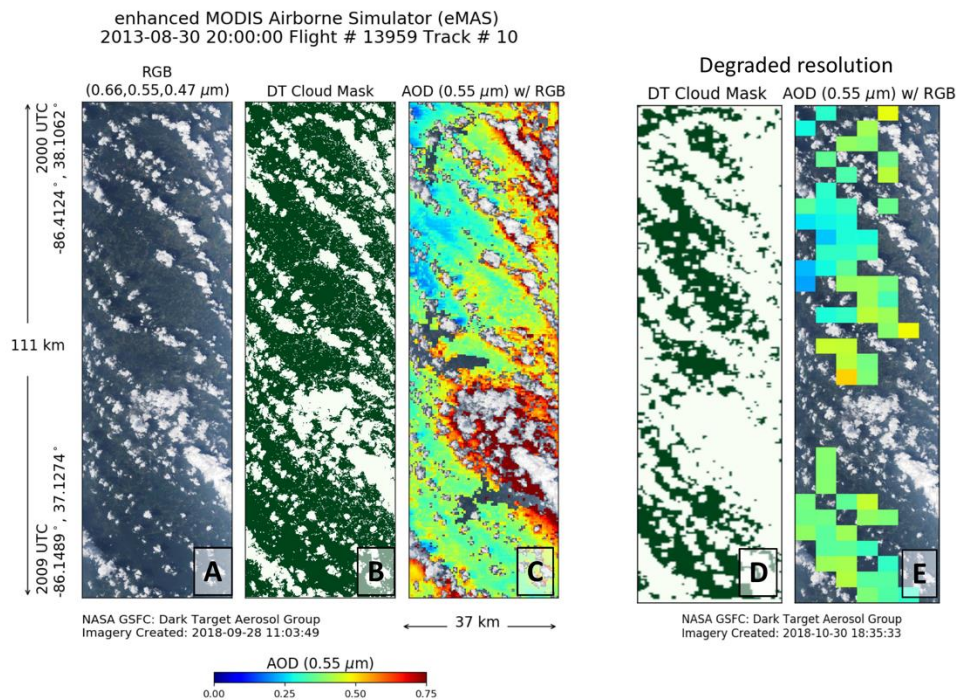 enhanced MODIS Airborne Simulator (eMAS)
2013-08-30 20:00:00 Flight # 13959 Track # 10
RGB
(0.66,0.55,0.47 μm)
DT Cloud Mask
AOD (0.55 μm) w/ RGB
Degraded resolution
DT Cloud Mask
AOD (0.55 μm) w/ RGB
2000 UTC
-86.4124°, 38.1062°
111 km
2009 UTC
-86.1489°, 37.1274°
A
B
C
D
E
NASA GSFC: Dark Target Aerosol Group
Imagery Created: 2018-09-28 11:03:49
37 km
NASA GSFC: Dark Target Aerosol Group
Imagery Created: 2018-10-30 18:35:33
AOD (0.55 μm)
0.00 0.25 0.50 0.75